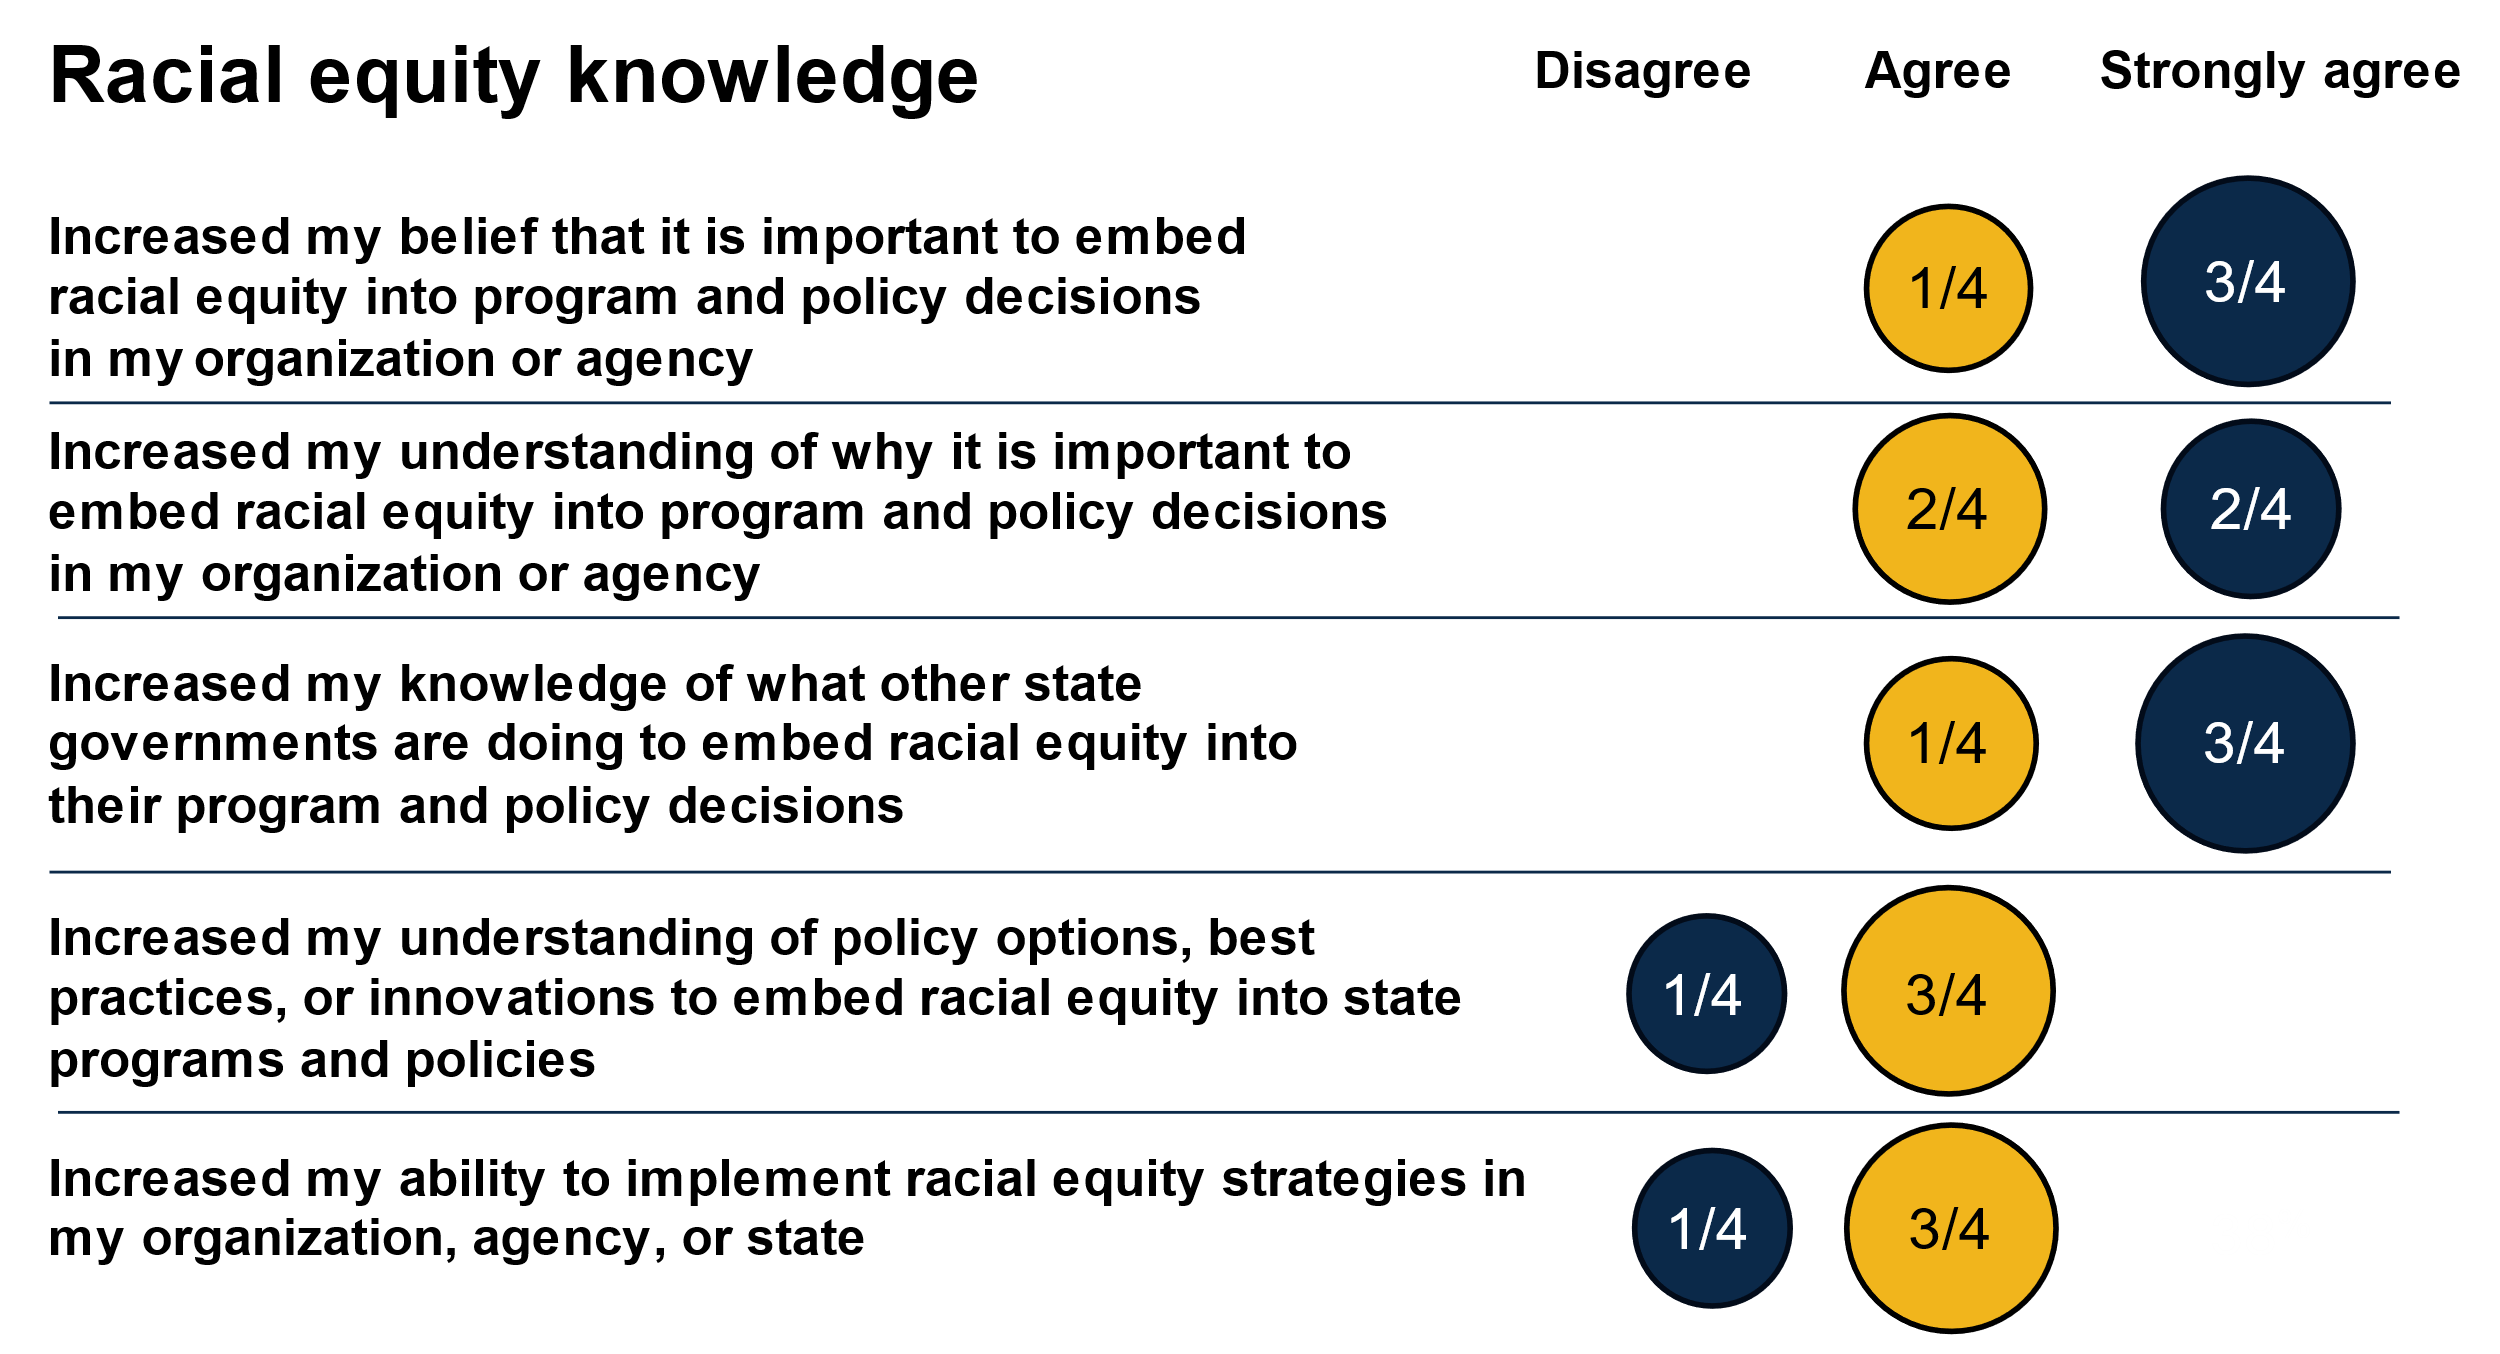 Racial equity knowledge Disagree Agree Strongly agree
Increased my belief that it is important to embed
racial equity into program and policy decisions
in my organization or agency
1/4 3/4
Increased my understanding of why it is important to
embed racial equity into program and policy decisions
in my organization or agency
2/4 2/4
Increased my knowledge of what other state
governments are doing to embed racial equity into
their program and policy decisions
1/4 3/4
Increased my understanding of policy options, best
practices, or innovations to embed racial equity into state
programs and policies
1/4 3/4
Increased my ability to implement racial equity strategies in
my organization, agency, or state
1/4 3/4